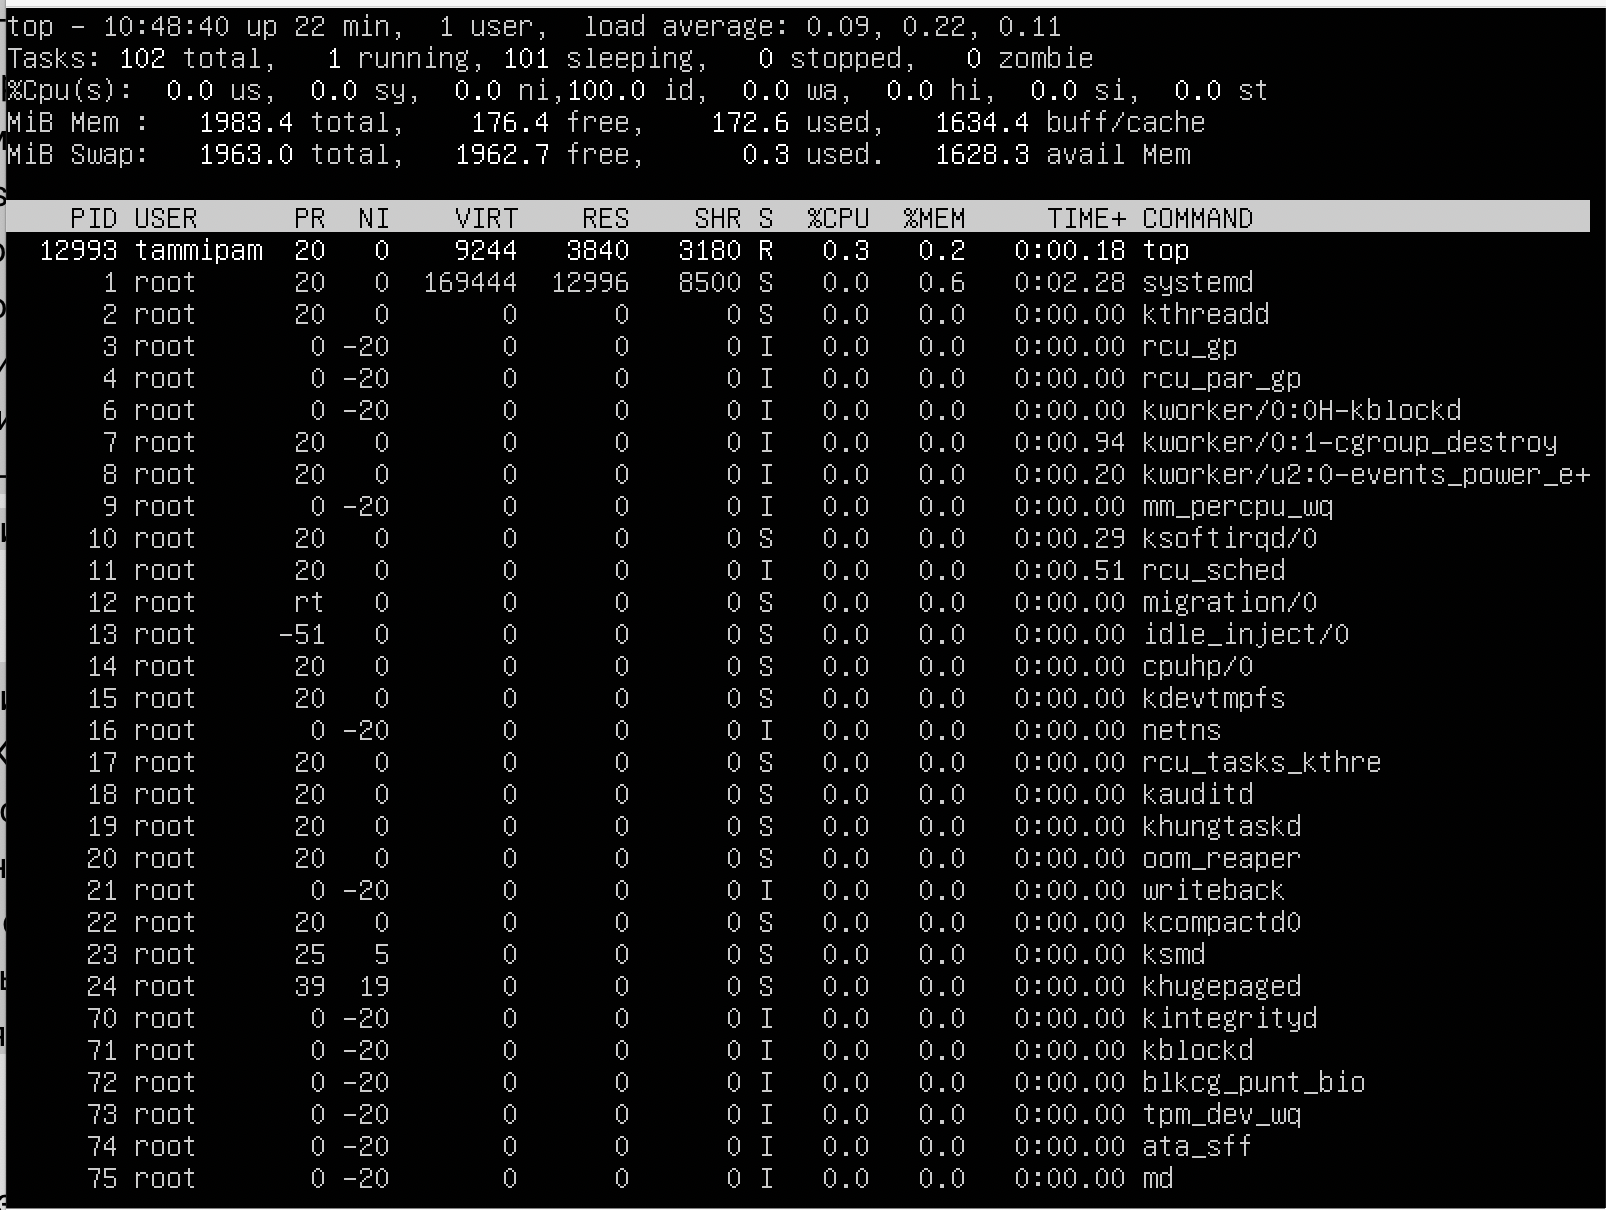 top - 10:48:40 up 22 min,  1 user,  load average: 0.09, 0.22, 0.11
Tasks: 102 total,   1 running, 101 sleeping,   0 stopped,   0 zombie
%Cpu(s):  0.0 us,  0.0 sy,  0.0 ni,100.0 id,  0.0 wa,  0.0 hi,  0.0 si,  0.0 st
MiB Mem :   1983.4 total,    176.4 free,    172.6 used,   1634.4 buff/cache
MiB Swap:   1963.0 total,   1962.7 free,      0.3 used.   1628.3 avail Mem
PID USER      PR  NI    VIRT    RES    SHR S  %CPU  %MEM     TIME+ COMMAND
12993 tammipam  20   0    9244   3840   3180 R   0.3   0.2   0:00.18 top
1 root      20   0  169444  12996   8500 S   0.0   0.6   0:02.28 systemd
2 root      20   0       0      0      0 S   0.0   0.0   0:00.00 kthreadd
3 root       0 -20       0      0      0 I   0.0   0.0   0:00.00 rcu_gp
4 root       0 -20       0      0      0 I   0.0   0.0   0:00.00 rcu_par_gp
6 root       0 -20       0      0      0 I   0.0   0.0   0:00.00 kworker/0:0H-kblockd
7 root      20   0       0      0      0 I   0.0   0.0   0:00.94 kworker/0:1-cgroup_destroy
8 root      20   0       0      0      0 I   0.0   0.0   0:00.20 kworker/u2:0-events_power_e+
9 root       0 -20       0      0      0 I   0.0   0.0   0:00.00 mm_percpu_wq
10 root      20   0       0      0      0 S   0.0   0.0   0:00.29 ksoftirqd/0
11 root      20   0       0      0      0 I   0.0   0.0   0:00.51 rcu_sched
12 root      rt   0       0      0      0 S   0.0   0.0   0:00.00 migration/0
13 root     -51   0       0      0      0 S   0.0   0.0   0:00.00 idle_inject/0
14 root      20   0       0      0      0 S   0.0   0.0   0:00.00 cpuhp/0
15 root      20   0       0      0      0 S   0.0   0.0   0:00.00 kdevtmpfs
16 root       0 -20       0      0      0 I   0.0   0.0   0:00.00 netns
17 root      20   0       0      0      0 S   0.0   0.0   0:00.00 rcu_tasks_kthre
18 root      20   0       0      0      0 S   0.0   0.0   0:00.00 kauditd
19 root      20   0       0      0      0 S   0.0   0.0   0:00.00 khungtaskd
20 root      20   0       0      0      0 S   0.0   0.0   0:00.00 oom_reaper
21 root       0 -20       0      0      0 I   0.0   0.0   0:00.00 writeback
22 root      20   0       0      0      0 S   0.0   0.0   0:00.00 kcompactd0
23 root      25   5       0      0      0 S   0.0   0.0   0:00.00 ksmd
24 root      39  19       0      0      0 S   0.0   0.0   0:00.00 khugepaged
70 root       0 -20       0      0      0 I   0.0   0.0   0:00.00 kintegrityd
71 root       0 -20       0      0      0 I   0.0   0.0   0:00.00 kblockd
72 root       0 -20       0      0      0 I   0.0   0.0   0:00.00 blkcg_punt_bio
73 root       0 -20       0      0      0 I   0.0   0.0   0:00.00 tpm_dev_wq
74 root       0 -20       0      0      0 I   0.0   0.0   0:00.00 ata_sff
75 root       0 -20       0      0      0 I   0.0   0.0   0:00.00 md